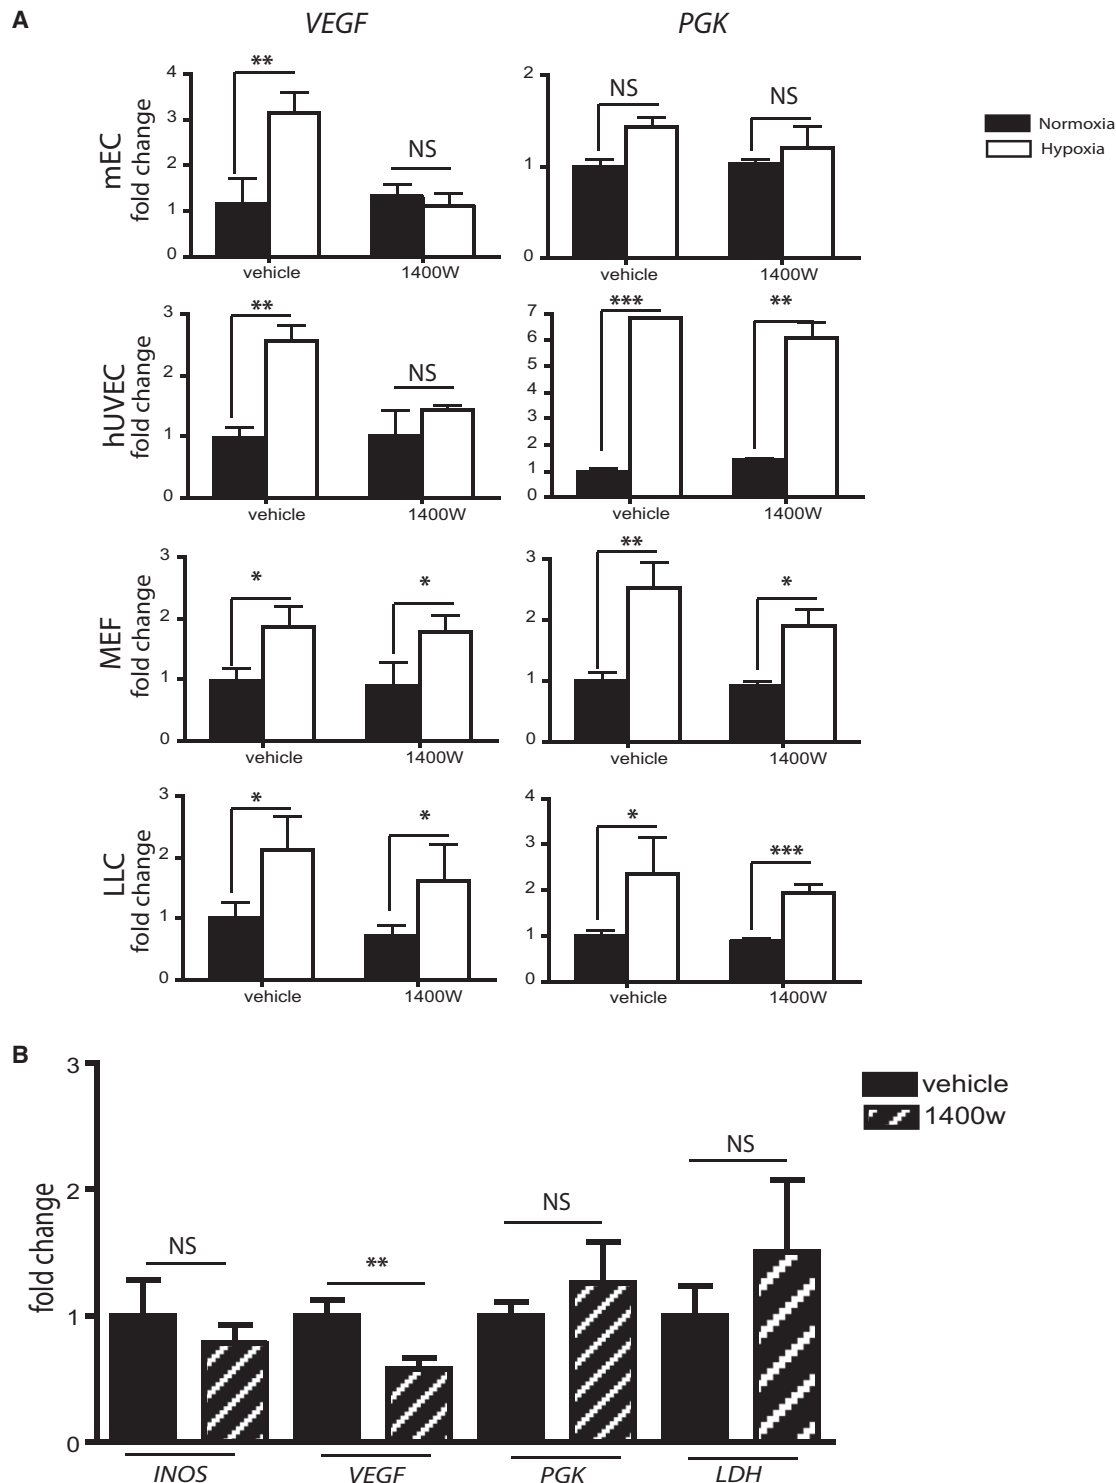 A
VEGF PGK
Normoxia
Hypoxia
mEC
fold change
4
3
2
1
0
**
NS
vehicle 1400W
2
1
0
NS
NS
vehicle 1400W
hUVEC
fold change
3
2
1
0
**
NS
vehicle 1400W
7
6
5
4
3
2
1
0
***
**
vehicle 1400W
MEF
fold change
3
2
1
0
*
*
vehicle 1400W
3
2
1
0
**
*
vehicle 1400W
LLC
fold change
3
2
1
0
*
*
vehicle 1400W
4
3
2
1
0
*
***
vehicle 1400W
B
fold change
3
2
1
0
NS
**
NS
NS
INOS VEGF PGK LDH
vehicle
1400w